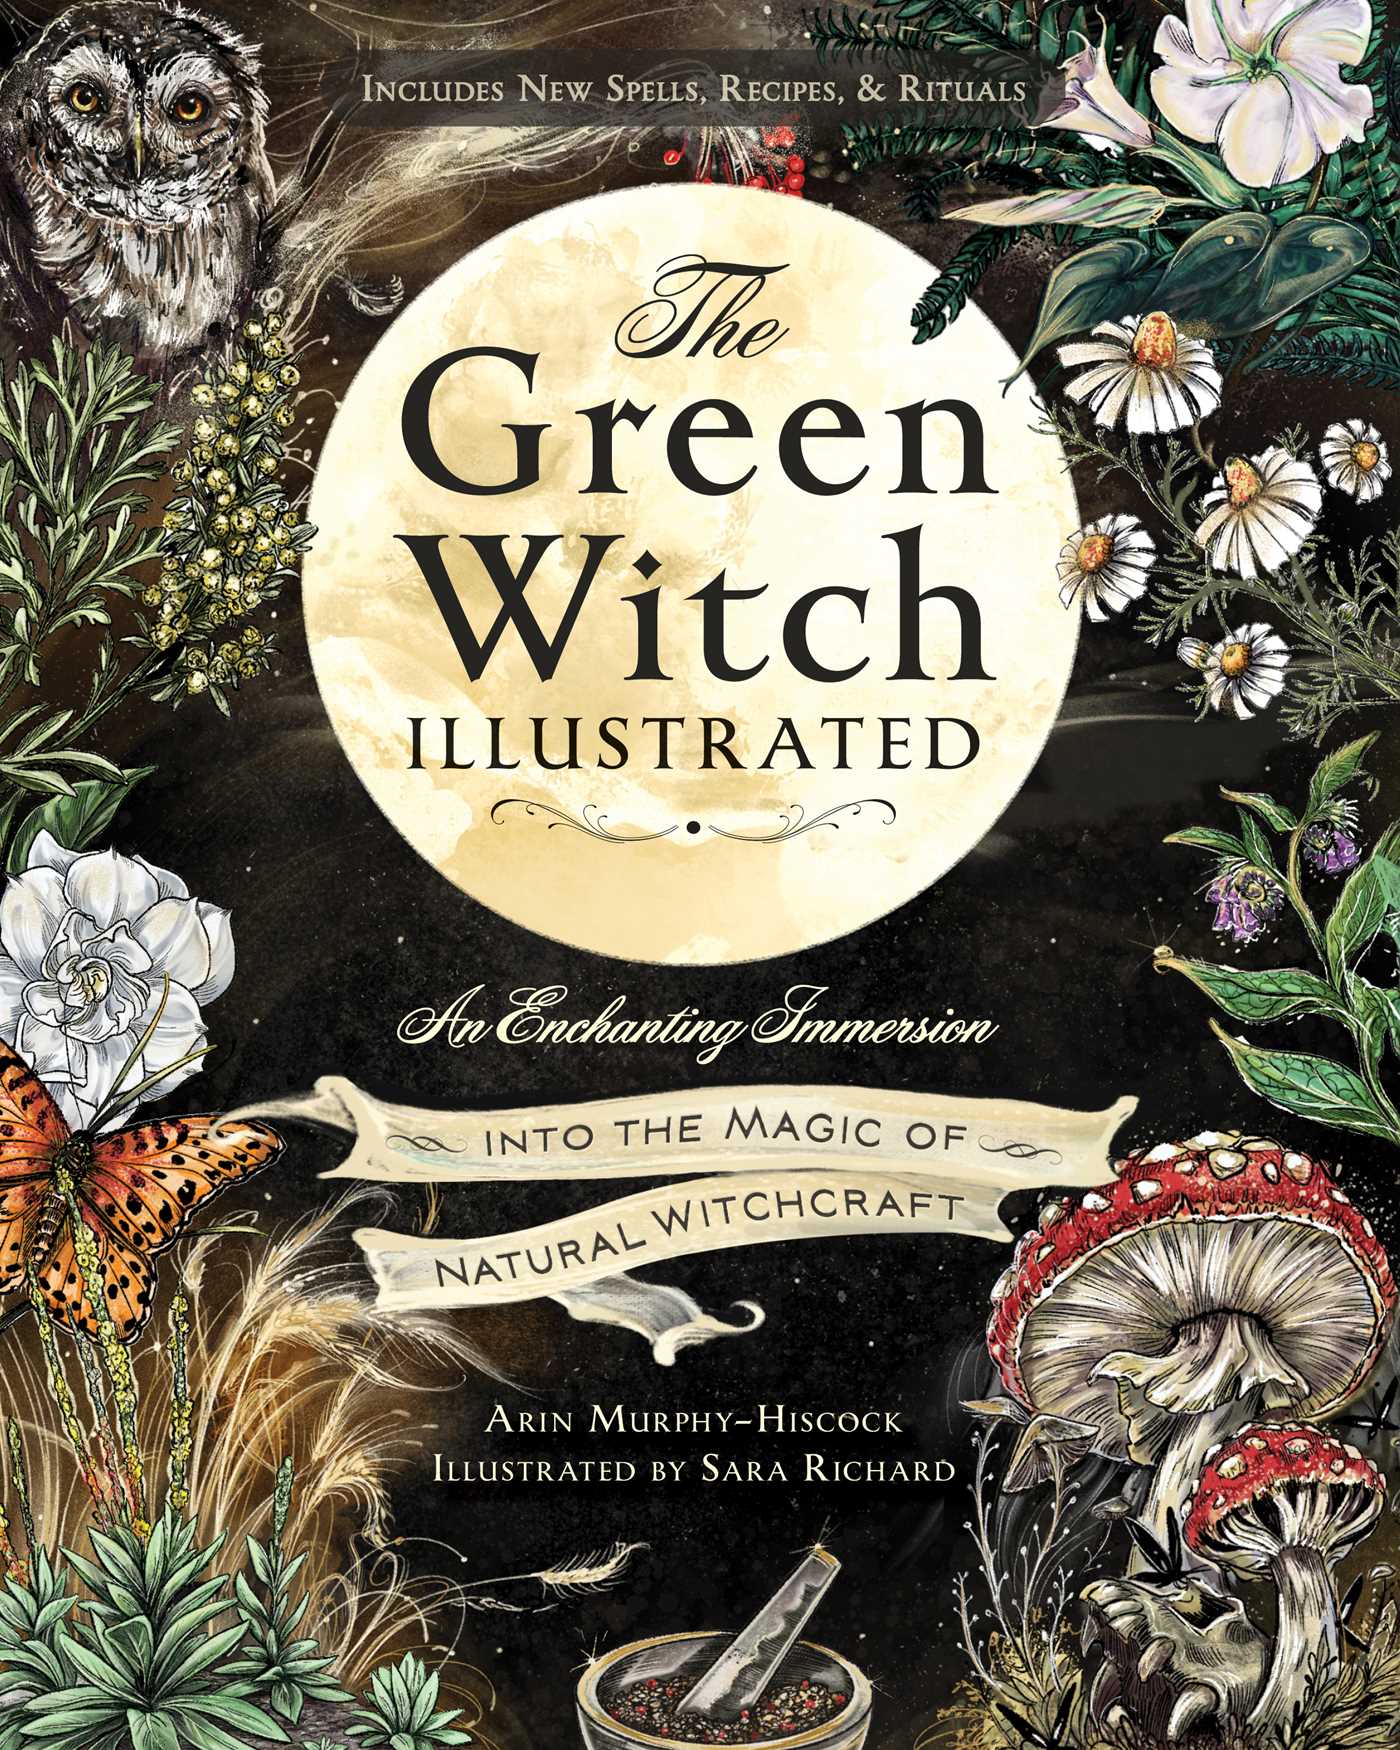 Includes New Spells, Recipes, & Rituals
The
Green
Witch
ILLUSTRATED
An Enchanting Immersion
INTO THE MAGIC OF
NATURAL WITCHCRAFT
Arin Murphy-Hiscock
Illustrated by Sara Richard